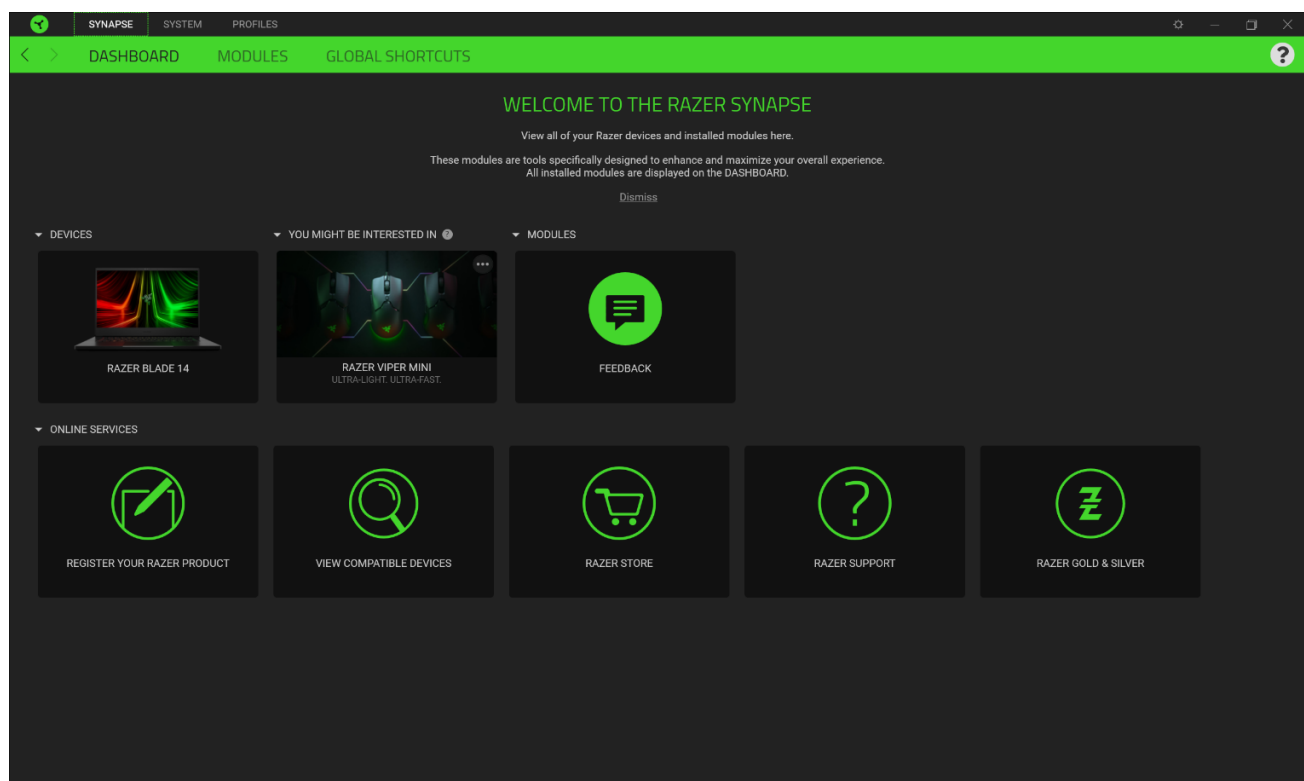 SYNAPSE SYSTEM PROFILES
DASHBOARD MODULES GLOBAL SHORTCUTS ?
WELCOME TO THE RAZER SYNAPSE
View all of your Razer devices and installed modules here.
These modules are tools specifically designed to enhance and maximize your overall experience.
All installed modules are displayed on the DASHBOARD.
Dismiss
DEVICES
YOU MIGHT BE INTERESTED IN ?
MODULES
RAZER BLADE 14
RAZER VIPER MINI
ULTRA-LIGHT. ULTRA-FAST.
FEEDBACK
ONLINE SERVICES
REGISTER YOUR RAZER PRODUCT
VIEW COMPATIBLE DEVICES
RAZER STORE
RAZER SUPPORT
RAZER GOLD & SILVER